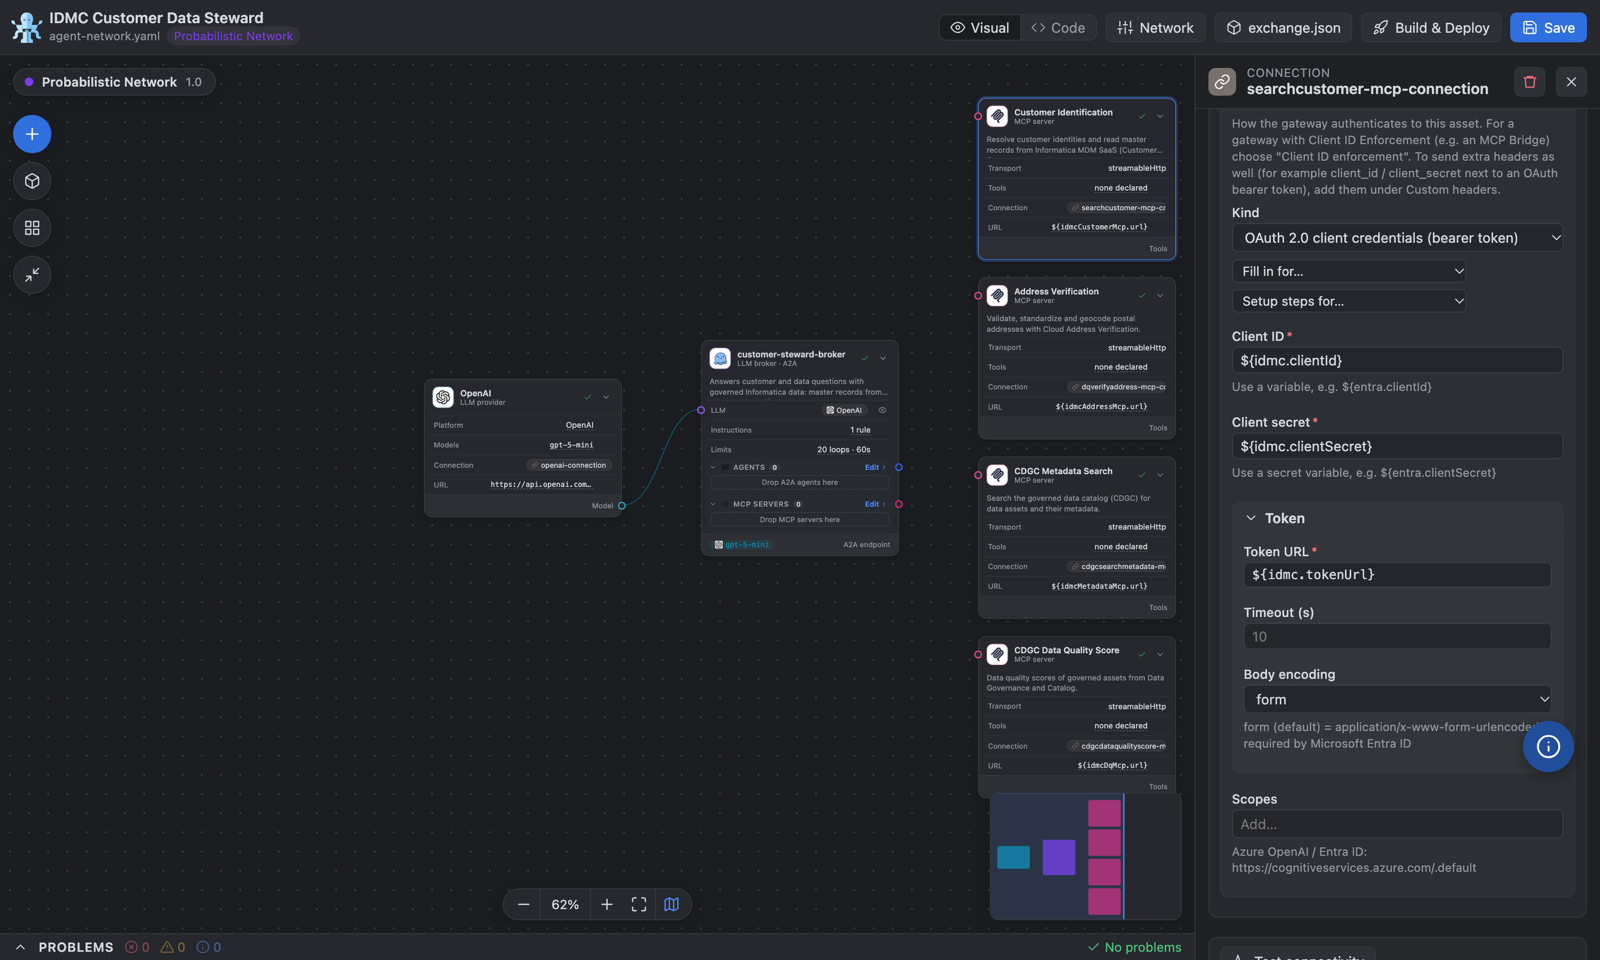 IDMC Customer Data Steward
agent-network.yaml Probabilistic Network
Visual
Code
Network
exchange.json
Build & Deploy
Save
Probabilistic Network 1.0
OpenAI
LLM provider
Platform OpenAI
Models gpt-5-mini
Connection openai-connection
URL https://api.openai.com…
Model
customer-steward-broker
LLM broker · A2A
Answers customer and data questions with
governed Informatica data: master records from…
LLM OpenAI
Instructions 1 rule
Limits 20 loops · 60s
AGENTS 0 Edit
Drop A2A agents here
MCP SERVERS 0 Edit
Drop MCP servers here
gpt-5-mini A2A endpoint
Customer Identification
MCP server
Resolve customer identities and read master
records from Informatica MDM SaaS (Customer…
Transport streamableHttp
Tools none declared
Connection searchcustomer-mcp-cc
URL ${idmcCustomerMcp.url}
Tools
Address Verification
MCP server
Validate, standardize and geocode postal
addresses with Cloud Address Verification.
Transport streamableHttp
Tools none declared
Connection dqverifyaddress-mcp-c
URL ${idmcAddressMcp.url}
Tools
CDGC Metadata Search
MCP server
Search the governed data catalog (CDGC) for
data assets and their metadata.
Transport streamableHttp
Tools none declared
Connection cdgcsearchmetadata-m
URL ${idmcMetadataMcp.url}
Tools
CDGC Data Quality Score
MCP server
Data quality scores of governed assets from Data
Governance and Catalog.
Transport streamableHttp
Tools none declared
Connection cdgcdataqualityscore-m
URL ${idmcDqMcp.url}
Tools
62%
PROBLEMS 0 0 0
No problems
CONNECTION
searchcustomer-mcp-connection
How the gateway authenticates to this asset. For a
gateway with Client ID Enforcement (e.g. an MCP Bridge)
choose "Client ID enforcement". To send extra headers as
well (for example client_id / client_secret next to an OAuth
bearer token), add them under Custom headers.
Kind
OAuth 2.0 client credentials (bearer token)
Fill in for...
Setup steps for...
Client ID *
${idmc.clientId}
Use a variable, e.g. ${entra.clientId}
Client secret *
${idmc.clientSecret}
Use a secret variable, e.g. ${entra.clientSecret}
Token
Token URL *
${idmc.tokenUrl}
Timeout (s)
10
Body encoding
form
form (default) = application/x-www-form-urlencode
required by Microsoft Entra ID
Scopes
Add...
Azure OpenAI / Entra ID:
https://cognitiveservices.azure.com/.default
Test connectivity